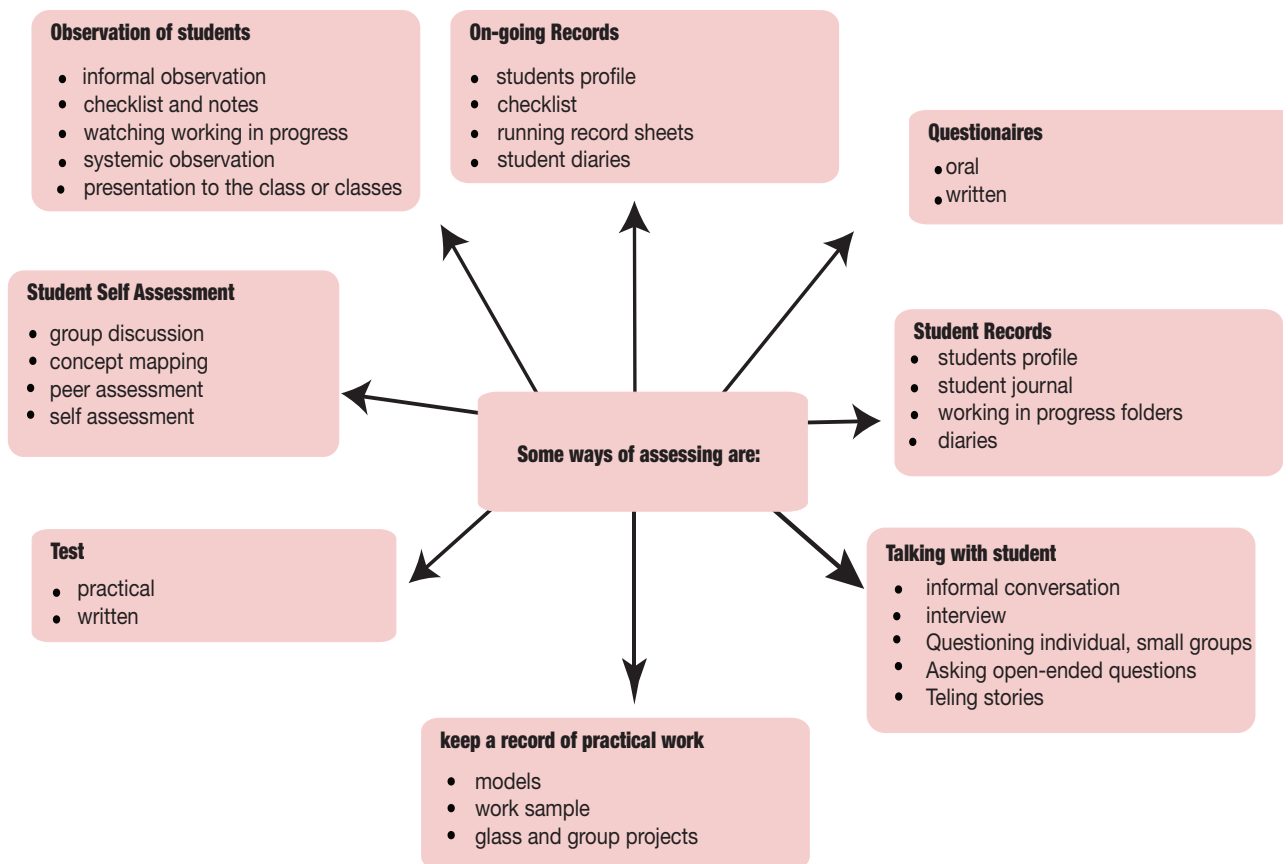 Observation of students
• informal observation
• checklist and notes
• watching working in progress
• systemic observation
• presentation to the class or classes
On-going Records
• students profile
• checklist
• running record sheets
• student diaries
Questionaires
• oral
• written
Student Self Assessment
• group discussion
• concept mapping
• peer assessment
• self assessment
Student Records
• students profile
• student journal
• working in progress folders
• diaries
Some ways of assessing are:
Test
• practical
• written
Talking with student
• informal conversation
• interview
• Questioning individual, small groups
• Asking open-ended questions
• Teling stories
keep a record of practical work
• models
• work sample
• glass and group projects